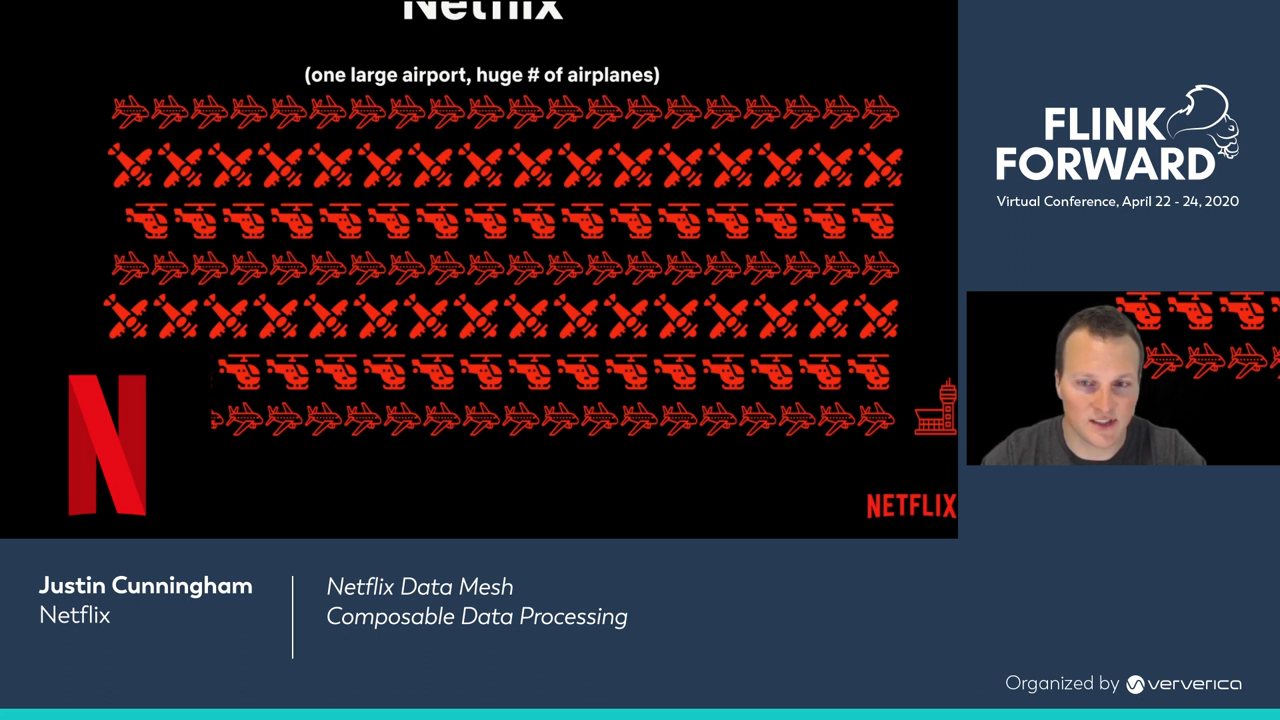 Netflix
(one large airport, huge # of airplanes)
NETFLIX
FLINK
FORWARD
Virtual Conference, April 22 - 24, 2020
Justin Cunningham
Netflix
Netflix Data Mesh
Composable Data Processing
Organized by ververica